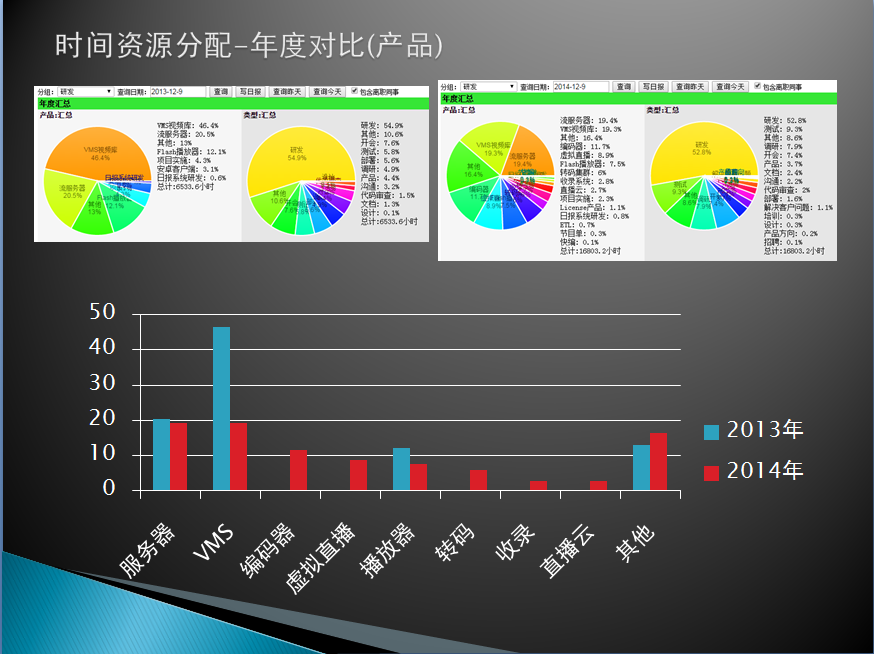 时间资源分配-年度对比(产品)
分组: 研发 查询日期: 2013-12-9 查询 写日报 查询昨天 查询今天 包含离职同事
年度汇总
产品:汇总
类型:汇总
VMS视频库: 46.4%
流服务器: 20.5%
其他: 13%
Flash播放器: 12.1%
项目实施: 4.3%
安卓客户端: 3.1%
日报系统研发: 0.6%
总计:6533.6小时
VMS视频库
46.4%
流服务器
20.5%
其他
13%
Flash播放器
12.1%
日报系统研发
研发: 54.9%
其他: 10.6%
开会: 7.6%
测试: 5.8%
部署: 5.6%
调研: 4.9%
产品: 4.4%
沟通: 3.2%
代码审查: 1.5%
文档: 1.3%
设计: 0.1%
总计:6533.6小时
研发
54.9%
其他
10.6%
分组: 研发 查询日期: 2014-12-9 查询 写日报 查询昨天 查询今天 包含离职同事
年度汇总
产品:汇总
类型:汇总
流服务器: 19.4%
VMS视频库: 19.3%
其他: 16.4%
编码器: 11.7%
虚拟直播: 8.9%
Flash播放器: 7.5%
转码集群: 6%
收录系统: 2.8%
直播云: 2.7%
项目实施: 2.3%
License产品: 1.1%
日报系统研发: 0.8%
ETL: 0.7%
节目单: 0.3%
快编: 0.1%
总计:16803.2小时
VMS视频库
19.3%
流服务器
19.4%
其他
16.4%
编码器
研发: 52.8%
测试: 9.3%
其他: 8.6%
调研: 7.9%
开会: 7.4%
产品: 3.7%
文档: 2.4%
沟通: 2.2%
代码审查: 2%
部署: 1.6%
解决客户问题: 1.1%
培训: 0.3%
设计: 0.3%
产品方向: 0.2%
招聘: 0.1%
总计:16803.2小时
研发
52.8%
测试
9.3%
其他
8.6%
50
40
30
20
10
0
服务器
VMS
编码器
虚拟直播
播放器
转码
收录
直播云
其他
2013年
2014年